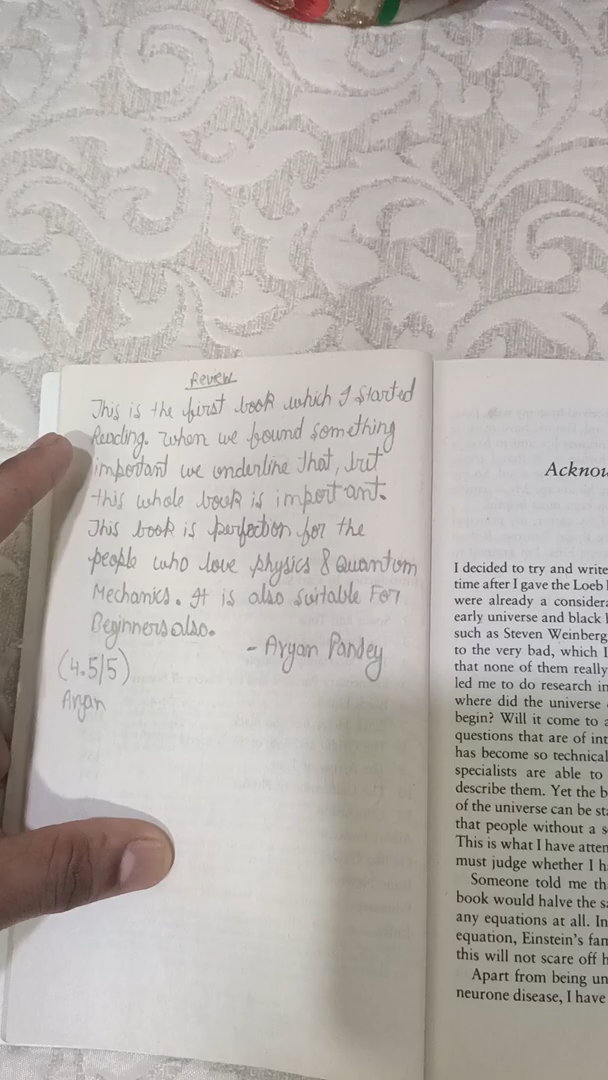 Review
This is the first book which I started
Reading. When we found something
important we underline that, but
this whole book is important.
This book is perfection for the
people who love physics & Quantum
Mechanics. It is also suitable For
Beginners also.
- Aryan Pandey
(4.5/5)
Aryan
Acknou
I decided to try and write
time after I gave the Loeb
were already a considera
early universe and black h
such as Steven Weinberg
to the very bad, which I
that none of them really
led me to do research in
where did the universe
begin? Will it come to a
questions that are of int
has become so technical
specialists are able to
describe them. Yet the b
of the universe can be sta
that people without a s
This is what I have atten
must judge whether I h
Someone told me th
book would halve the sa
any equations at all. In
equation, Einstein's fam
this will not scare off h
Apart from being un
neurone disease, I have